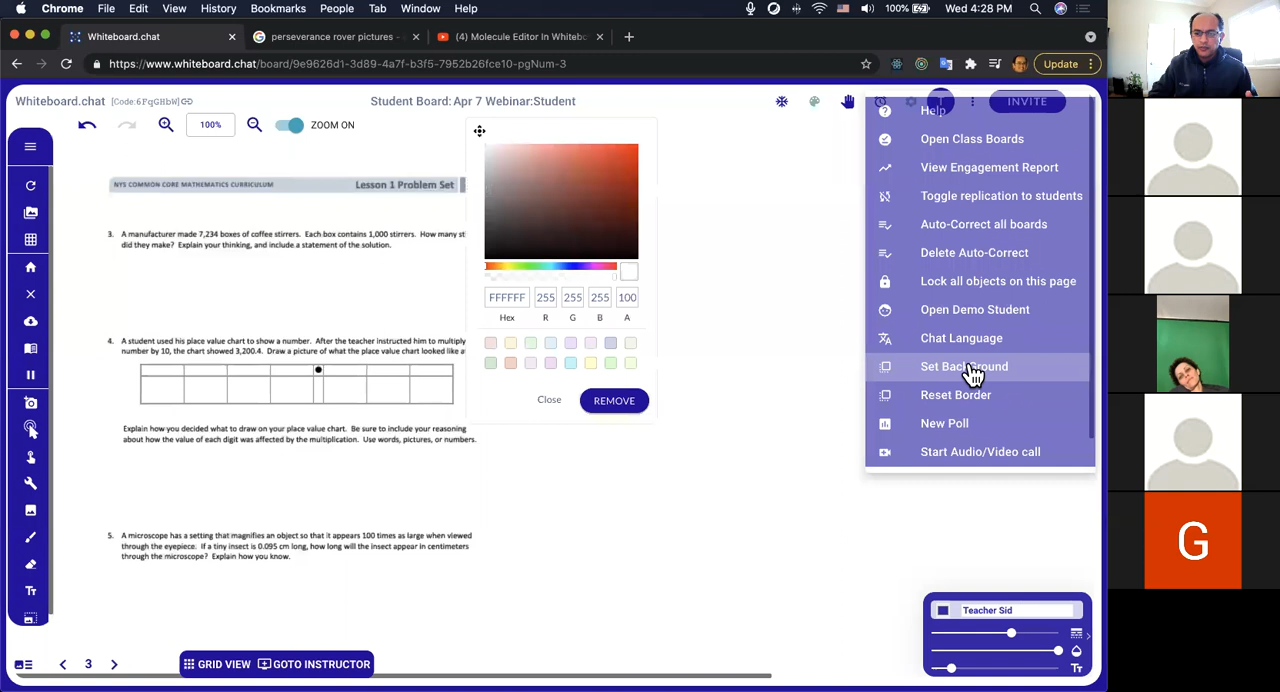 Chrome File Edit View History Bookmarks People Tab Window Help 100% Wed 4:28 PM
Whiteboard.chat
perseverance rover pictures -
(4) Molecule Editor In Whitebo
https://www.whiteboard.chat/board/9e9626d1-3d89-4a7f-b3f5-7952b26fce1d-pgNum-3
Update
Whiteboard.chat [Code:6FqGHbW]
Student Board: Apr 7 Webinar:Student
INVITE
100%
ZOOM ON
NYS COMMON CORE MATHEMATICS CURRICULUM Lesson 1 Problem Set
3. A manufacturer made 7,234 boxes of coffee stirrers. Each box contains 1,000 stirrers. How many st
did they make? Explain your thinking, and include a statement of the solution.
4. A student used his place value chart to show a number. After the teacher instructed him to multiply
number by 10, the chart showed 3,200.4. Draw a picture of what the place value chart looked like a
Explain how you decided what to draw on your place value chart. Be sure to include your reasoning
about how the value of each digit was affected by the multiplication. Use words, pictures, or numbers.
5. A microscope has a setting that magnifies an object so that it appears 100 times as large when viewed
through the eyepiece. If a tiny insect is 0.095 cm long, how long will the insect appear in centimeters
through the microscope? Explain how you know.
FFFFFF 255 255 255 100
Hex R G B A
Close REMOVE
Help
Open Class Boards
View Engagement Report
Toggle replication to students
Auto-Correct all boards
Delete Auto-Correct
Lock all objects on this page
Open Demo Student
Chat Language
Set BackGround
Reset Border
New Poll
Start Audio/Video call
Teacher Sid
Tт
Tт
3
GRID VIEW GOTO INSTRUCTOR
G